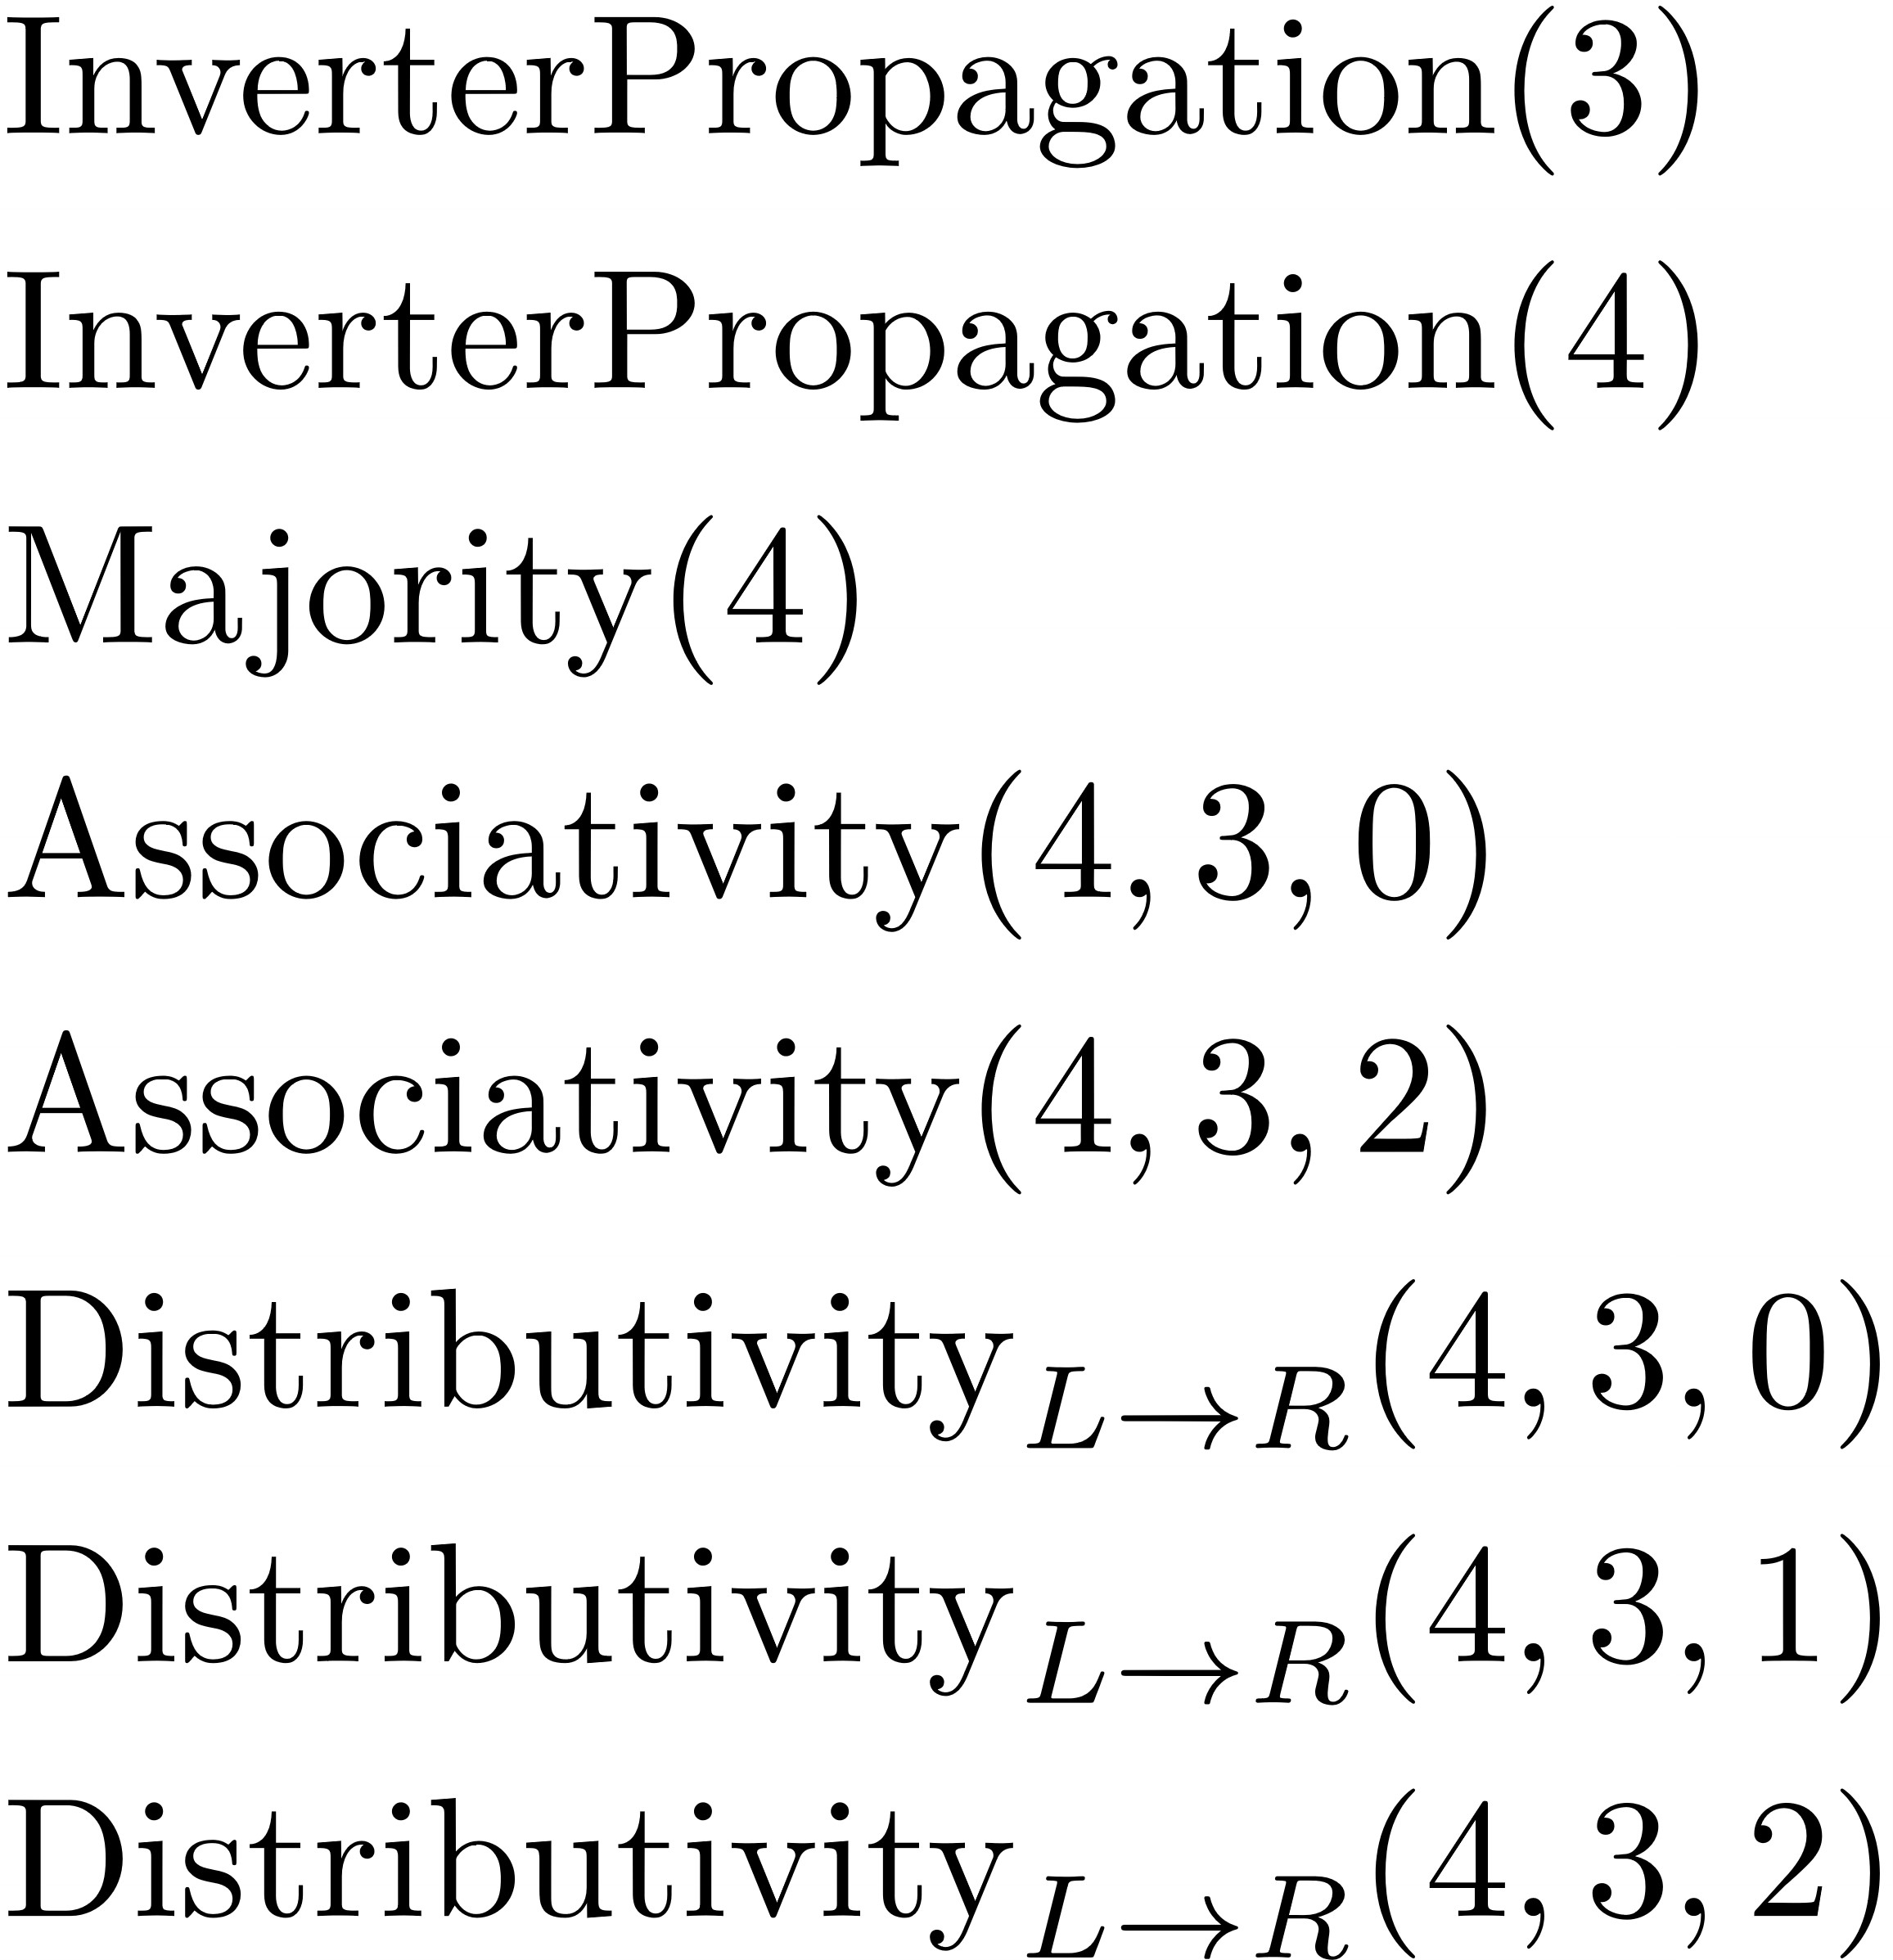 InverterPropagation(3)
InverterPropagation(4)
Majority(4)
Associativity(4, 3, 0)
Associativity(4, 3, 2)
Distributivity_{L→R}(4, 3, 0)
Distributivity_{L→R}(4, 3, 1)
Distributivity_{L→R}(4, 3, 2)